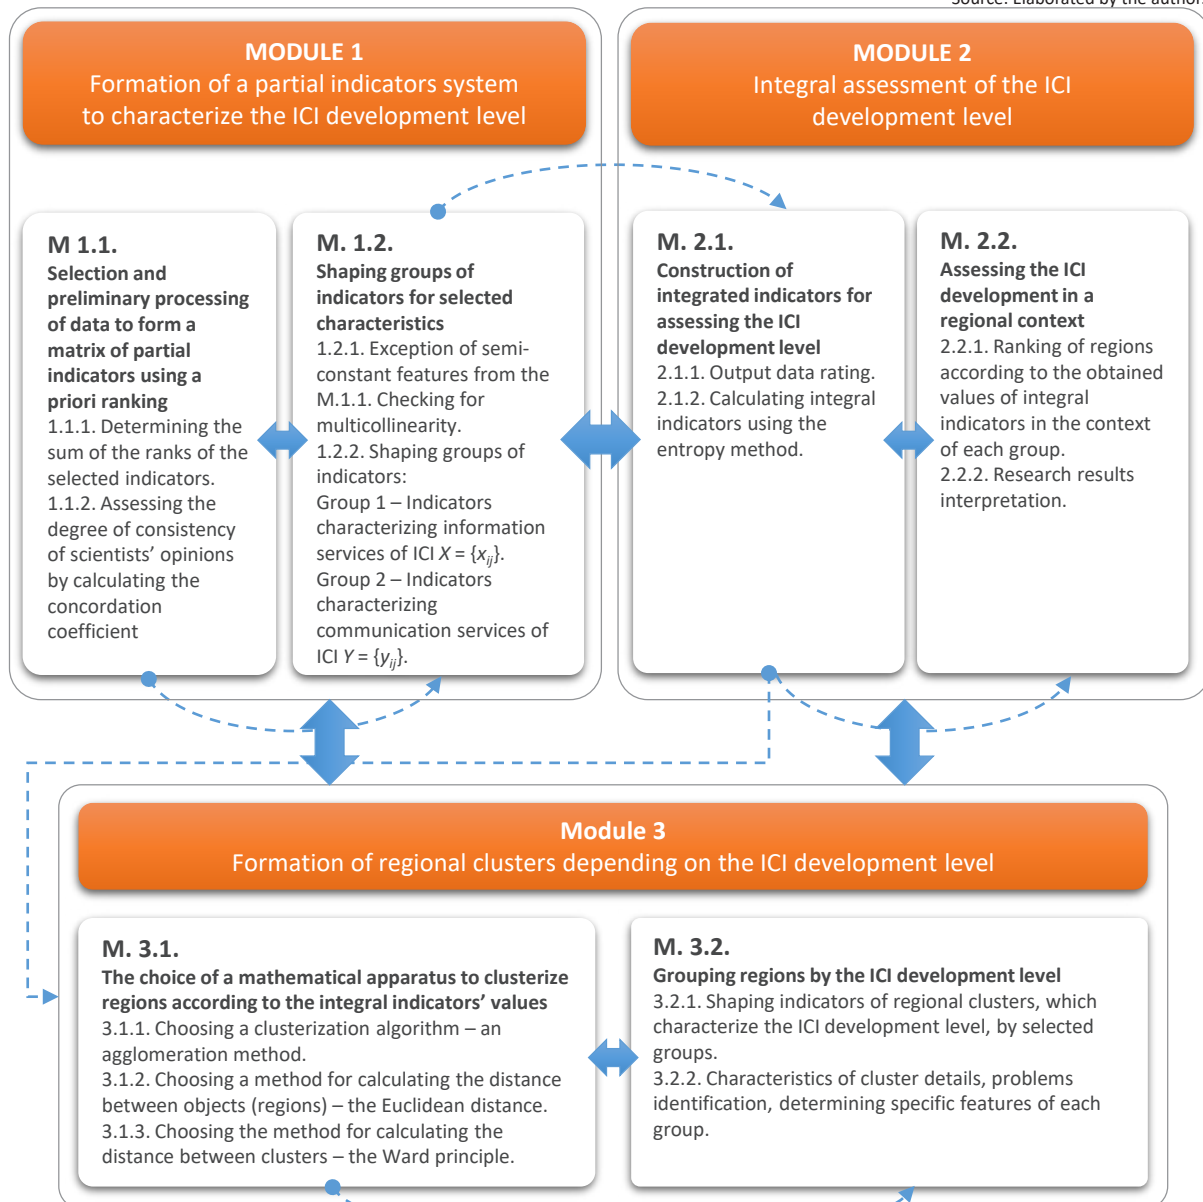 Source: Elaborated by the author.
MODULE 1
Formation of a partial indicators system
to characterize the ICI development level
MODULE 2
Integral assessment of the ICI
development level
M 1.1.
Selection and
preliminary processing
of data to form a
matrix of partial
indicators using a
priori ranking
1.1.1. Determining the
sum of the ranks of the
selected indicators.
1.1.2. Assessing the
degree of consistency
of scientists’ opinions
by calculating the
concordation
coefficient
M. 1.2.
Shaping groups of
indicators for selected
characteristics
1.2.1. Exception of semi-
constant features from the
M.1.1. Checking for
multicollinearity.
1.2.2. Shaping groups of
indicators:
Group 1 – Indicators
characterizing information
services of ICI X = {xij}.
Group 2 – Indicators
characterizing
communication services of
ICI Y = {yij}.
M. 2.1.
Construction of
integrated indicators for
assessing the ICI
development level
2.1.1. Output data rating.
2.1.2. Calculating integral
indicators using the
entropy method.
M. 2.2.
Assessing the ICI
development in a
regional context
2.2.1. Ranking of regions
according to the obtained
values of integral
indicators in the context
of each group.
2.2.2. Research results
interpretation.
Module 3
Formation of regional clusters depending on the ICI development level
M. 3.1.
The choice of a mathematical apparatus to clusterize
regions according to the integral indicators’ values
3.1.1. Choosing a clusterization algorithm – an
agglomeration method.
3.1.2. Choosing a method for calculating the distance
between objects (regions) – the Euclidean distance.
3.1.3. Choosing the method for calculating the
distance between clusters – the Ward principle.
M. 3.2.
Grouping regions by the ICI development level
3.2.1. Shaping indicators of regional clusters, which
characterize the ICI development level, by selected
groups.
3.2.2. Characteristics of cluster details, problems
identification, determining specific features of each
group.